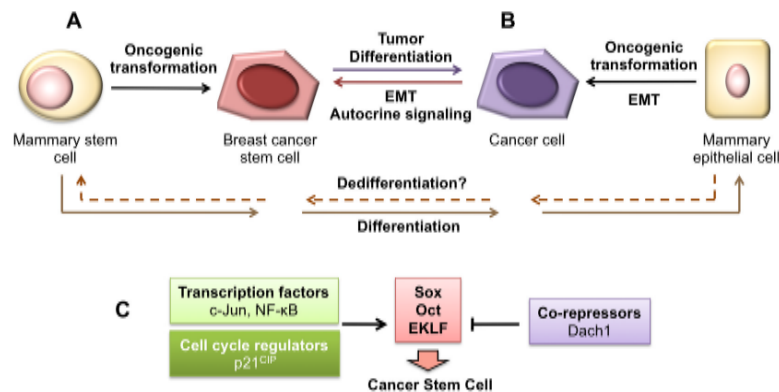 A
B
Oncogenic
transformation
Tumor
Differentiation
EMT
Autocrine signaling
Oncogenic
transformation
EMT
Mammary stem
cell
Breast cancer
stem cell
Cancer cell
Mammary
epithelial cell
Dedifferentiation?
Differentiation
C
Transcription factors
c-Jun, NF-κB
Cell cycle regulators
p21CIP
Sox
Oct
EKLF
Co-repressors
Dach1
Cancer Stem Cell